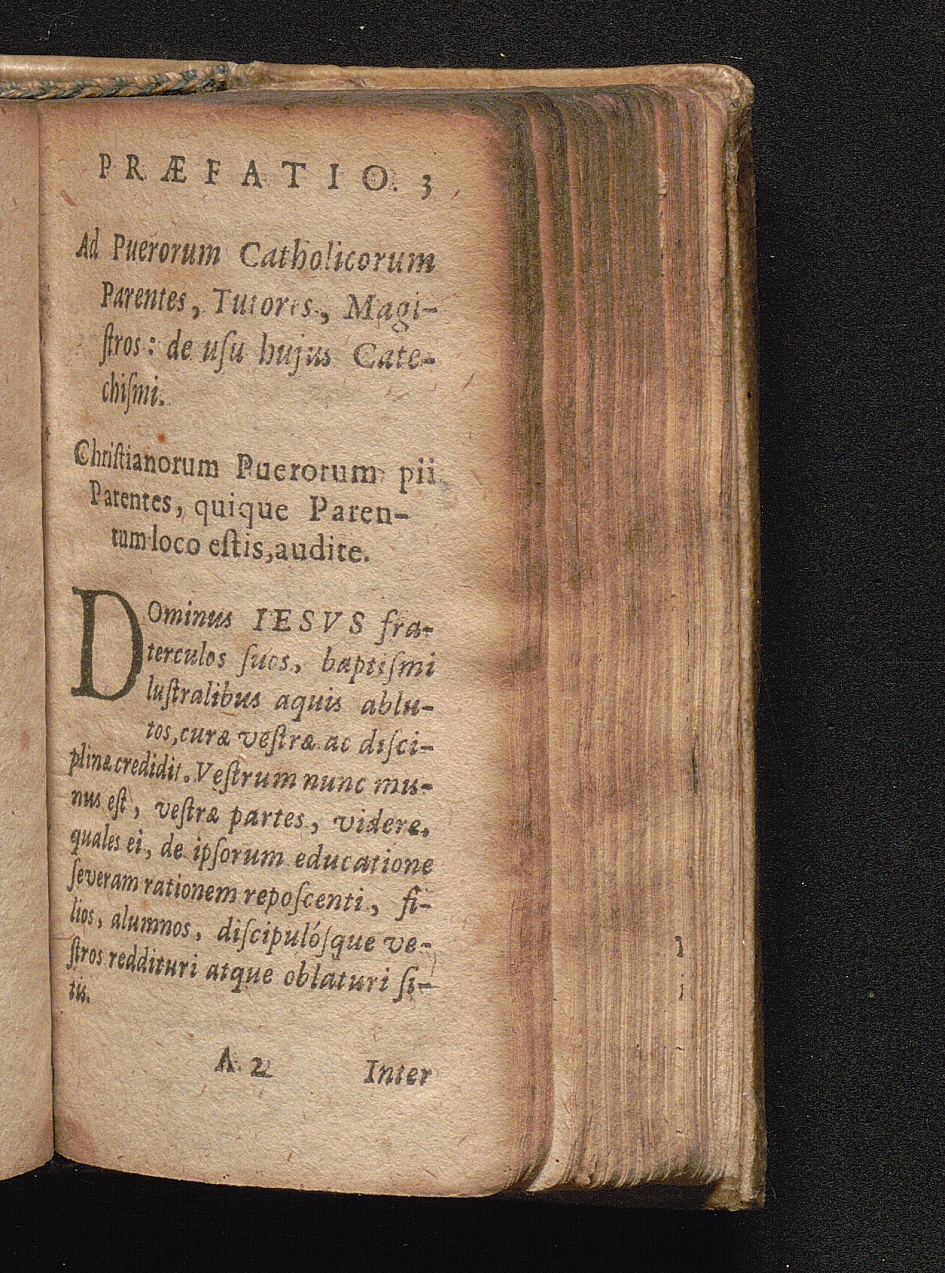 PRÆFATIO. 3
Ad Puerorum Catholicorum
Parentes, Tutores, Magi-
ſtros: de uſu hujus Cate-
chiſmi.
Chriſtianorum Puerorum pii
Parentes, quique Paren-
tum loco eſtis, audite.
DOminus IESVS fra-
terculos ſuos, baptiſmi
luſtralibus aquis ablu-
tos, curæ veſtræ ac diſci-
plinæ credidit. Veſtrum nunc mu-
nus eſt, veſtræ partes, videre,
quales ei, de ipſorum educatione
ſeveram rationem repoſcenti, fi-
lios, alumnos, diſcipulóſque ve-
ſtros reddituri atque oblaturi ſi-
tis.
A 2 Inter